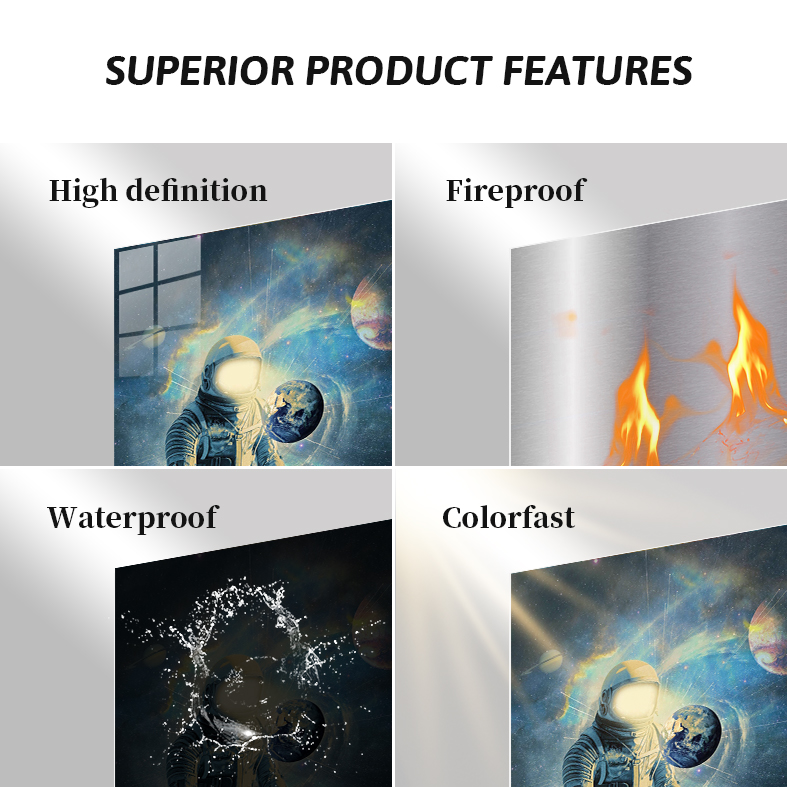 SUPERIOR PRODUCT FEATURES
High definition
Fireproof
Waterproof
Colorfast